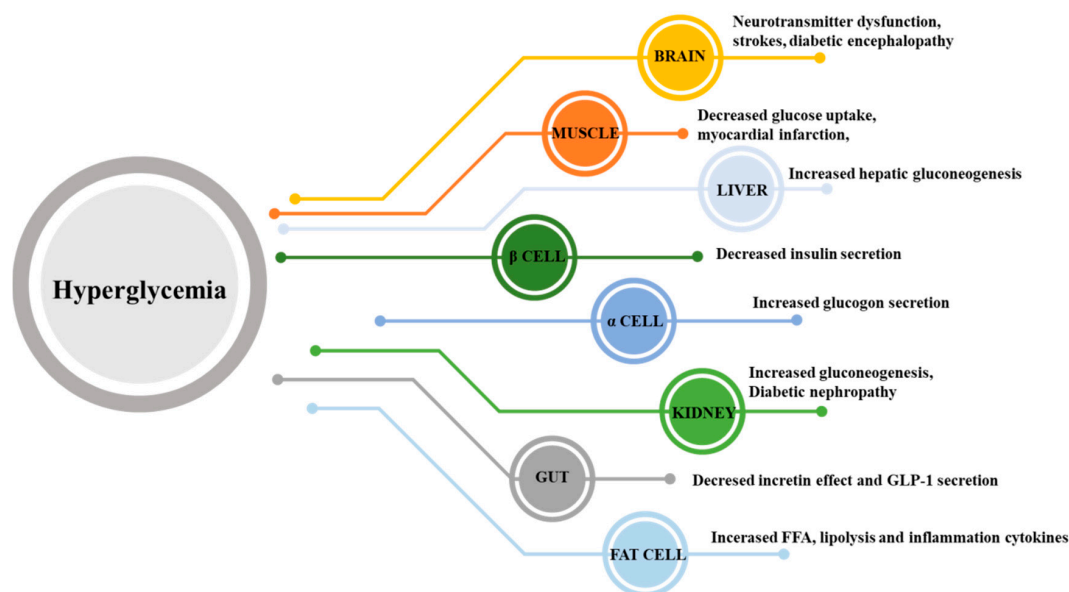 Neurotransmitter dysfunction,
strokes, diabetic encephalopathy
BRAIN
Decreased glucose uptake,
myocardial infarction,
MUSCLE
Increased hepatic gluconeogenesis
LIVER
Hyperglycemia
β CELL
Decreased insulin secretion
α CELL
Increased glucogon secretion
Increased gluconeogenesis,
Diabetic nephropathy
KIDNEY
GUT
Decresed incretin effect and GLP-1 secretion
FAT CELL
Incerased FFA, lipolysis and inflammation cytokines